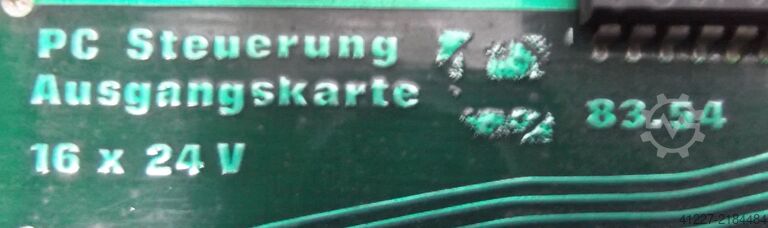 PC Steuerung
Ausgangskarte
83.54
16 x 24 V
41227-2184484